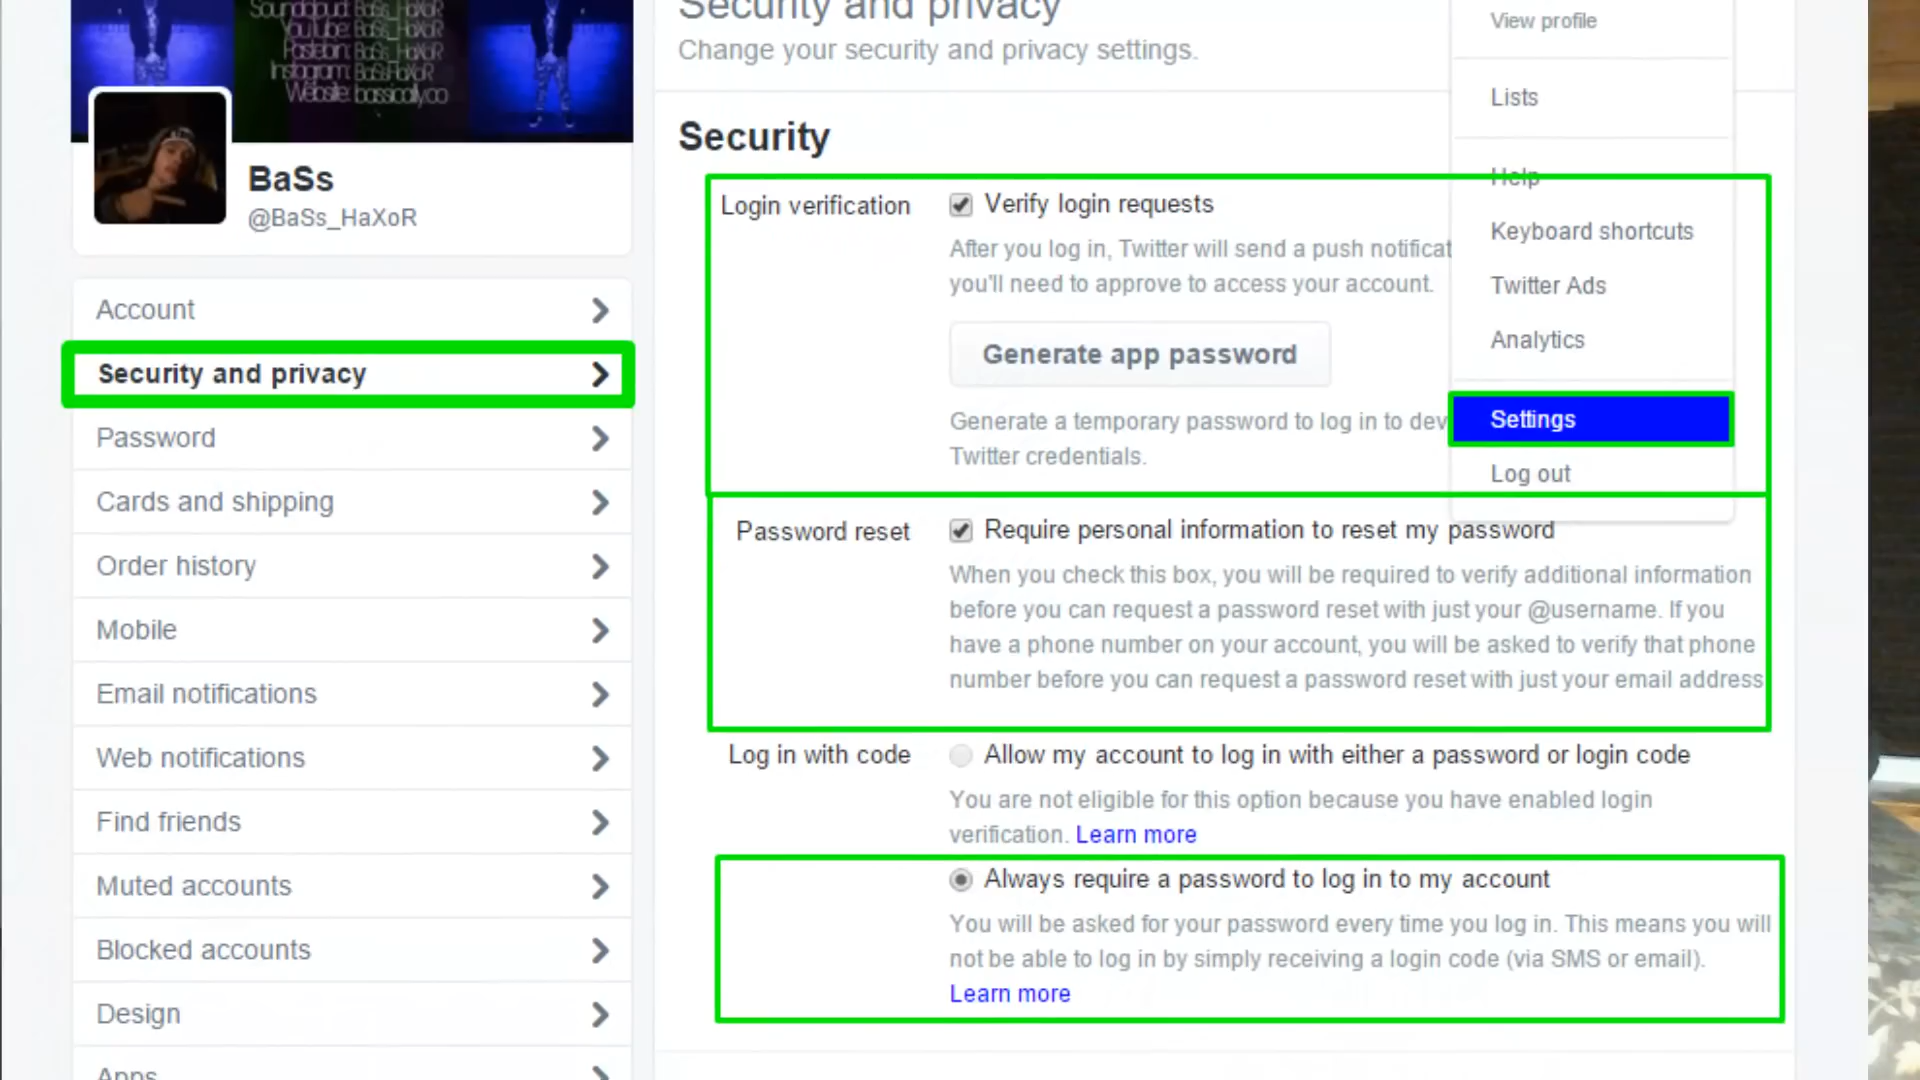 Soundcloud: BaSs_HaXoR
YouTube: BaSs_HaXoR
Pastebin: BaSs_HaXoR
Instagram: BaSsHaXoR
BaSs
@BaSs_HaXoR
Account
Security and privacy
Password
Cards and shipping
Order history
Mobile
Email notifications
Web notifications
Find friends
Muted accounts
Blocked accounts
Design
Apps
Security and privacy
Change your security and privacy settings.
Security
Login verification
Verify login requests
After you log in, Twitter will send a push notificat
you'll need to approve to access your account.
Generate app password
Generate a temporary password to log in to dev
Twitter credentials.
Password reset
Require personal information to reset my password
When you check this box, you will be required to verify additional information
before you can request a password reset with just your @username. If you
have a phone number on your account, you will be asked to verify that phone
number before you can request a password reset with just your email address
Log in with code
Allow my account to log in with either a password or login code
You are not eligible for this option because you have enabled login
verification. Learn more
Always require a password to log in to my account
You will be asked for your password every time you log in. This means you will
not be able to log in by simply receiving a login code (via SMS or email).
Learn more
View profile
Lists
Help
Keyboard shortcuts
Twitter Ads
Analytics
Settings
Log out